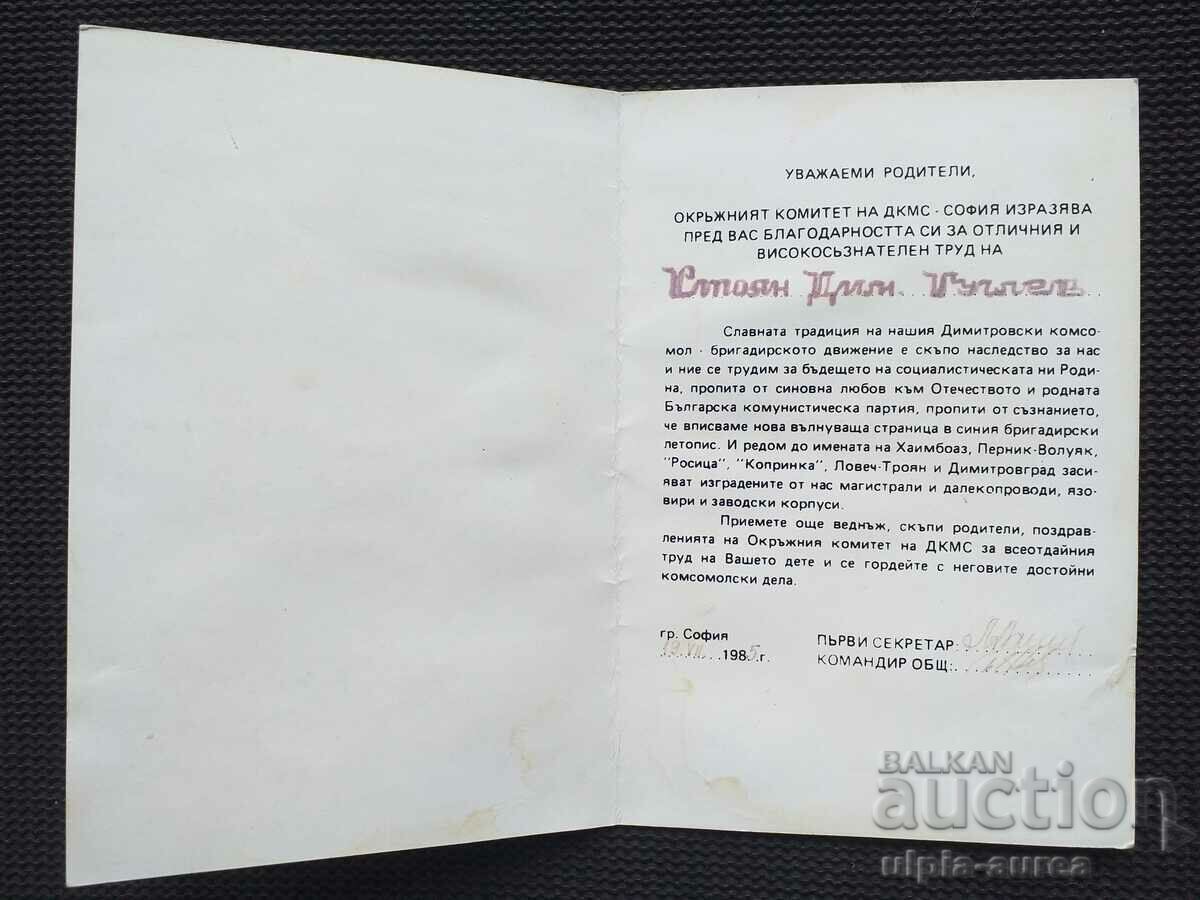 УВАЖАЕМИ РОДИТЕЛИ,
ОКРЪЖНИЯТ КОМИТЕТ НА ДКМС - СОФИЯ ИЗРАЗЯВА
ПРЕД ВАС БЛАГОДАРНОСТТА СИ ЗА ОТЛИЧНИЯ И
ВИСОКОСЪЗНАТЕЛЕН ТРУД НА
Стоян Дим.
Славната традиция на нашия Димитровски комсо-
мол - бригадирското движение е скъпо наследство за нас
и ние се трудим за бъдещето на социалистическата ни Роди-
на, пропита от синовна любов към Отечеството и родната
Българска комунистическа партия, пропити от съзнанието,
че вписваме нова вълнуваща страница в синия бригадирски
летопис. И редом до имената на Хаимбоаз, Перник-Волуяк,
"Росица", "Копринка", Ловеч-Троян и Димитровград заси-
яват изградените от нас магистрали и далекопроводи, язо-
вири и заводски корпуси.
Приемете още веднъж, скъпи родители, поздрав-
ленията на Окръжния комитет на ДКМС за всеотдайния
труд на Вашето дете и се гордейте с неговите достойни
комсомолски дела.
гр. София
1985 г.
ПЪРВИ СЕКРЕТАР:
КОМАНДИР ОБЩ.:
BALKAN
auction
ulpia-aurea